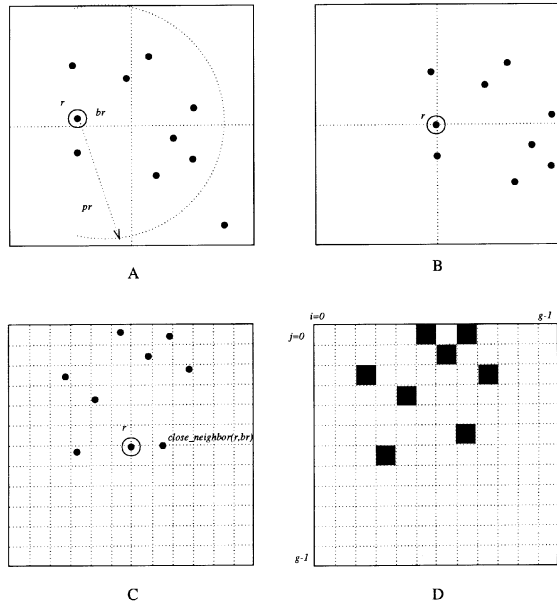 r
br
pr
A
r
B
r
close_neighbor(r,br)
C
i=0
g-1
j=0
g-1
D